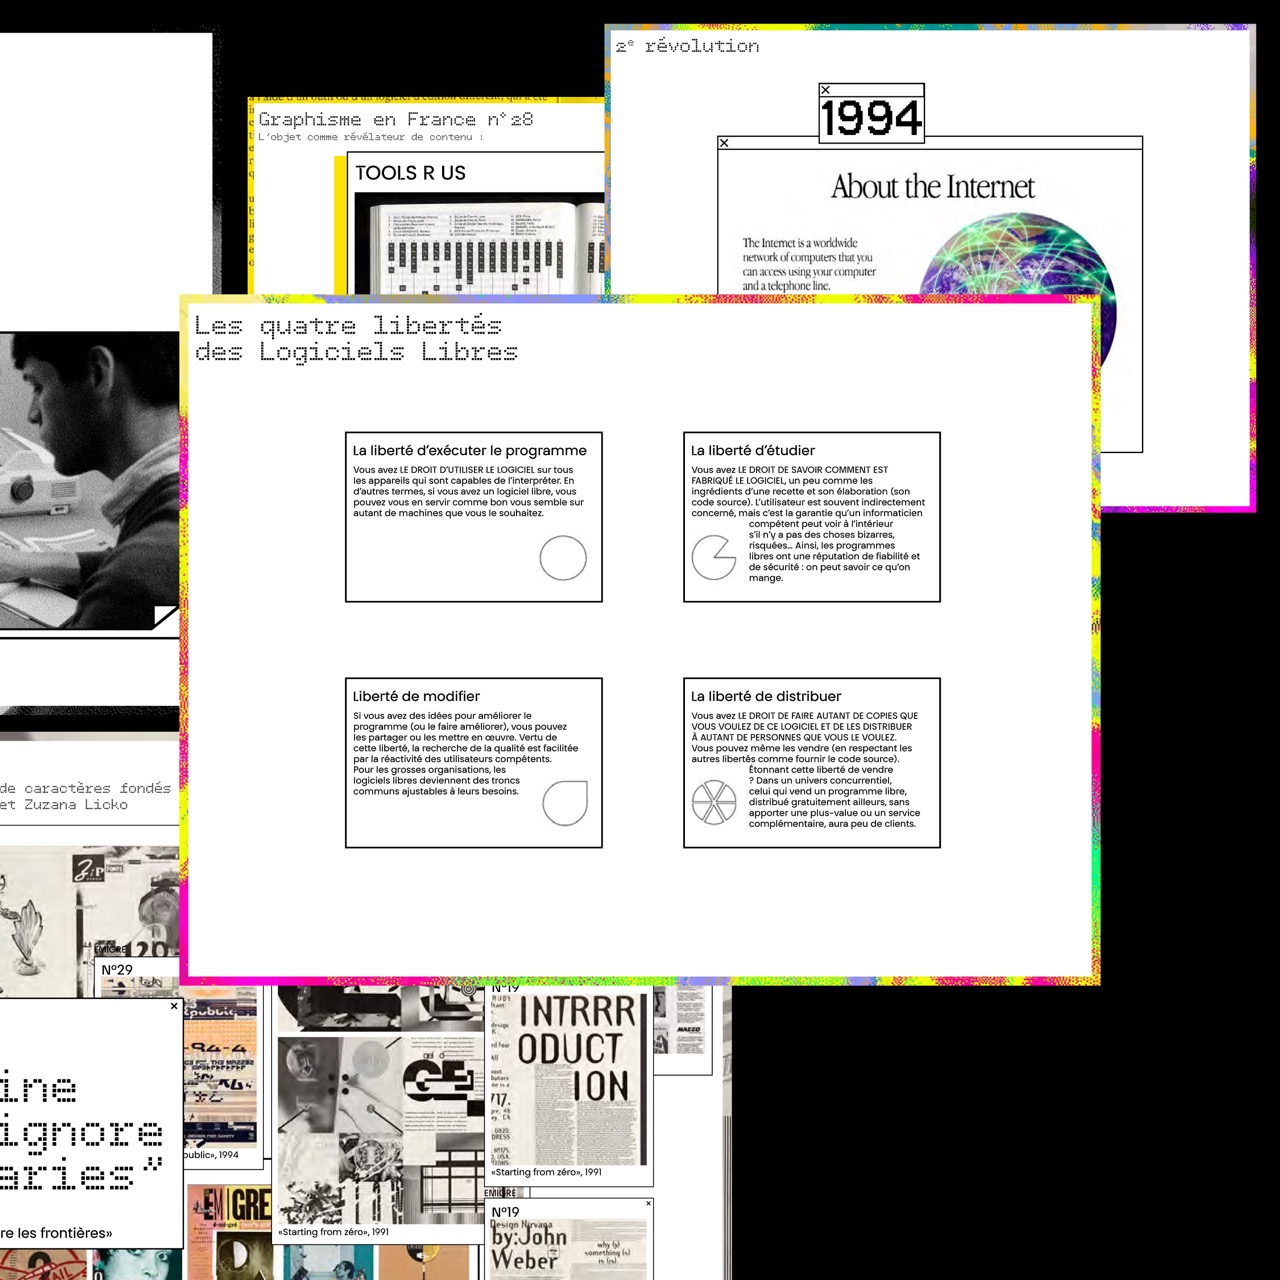 2e révolution
1994
About the Internet
The Internet is a worldwide
network of computers that you
can access using your computer
and a telephone line.
Graphisme en France n°28
L'objet comme révélateur de contenu :
TOOLS R US
Les quatre libertés
des Logiciels Libres
La liberté d'exécuter le programme
Vous avez LE DROIT D'UTILISER LE LOGICIEL sur tous
les appareils qui sont capables de l'interpréter. En
d'autres termes, si vous avez un logiciel libre, vous
pouvez vous en servir comme bon vous semble sur
autant de machines que vous le souhaitez.
La liberté d'étudier
Vous avez LE DROIT DE SAVOIR COMMENT EST
FABRIQUÉ LE LOGICIEL, un peu comme les
ingrédients d'une recette et son élaboration (son
code source). L'utilisateur est souvent indirectement
concerné, mais c'est la garantie qu'un informaticien
compétent peut voir à l'intérieur
s'il n'y a pas des choses bizarres,
risquées... Ainsi, les programmes
libres ont une réputation de fiabilité et
de sécurité : on peut savoir ce qu'on
mange.
Liberté de modifier
Si vous avez des idées pour améliorer le
programme (ou le faire améliorer), vous pouvez
les partager ou les mettre en œuvre. Vertu de
cette liberté, la recherche de la qualité est facilitée
par la réactivité des utilisateurs compétents.
Pour les grosses organisations, les
logiciels libres deviennent des troncs
communs ajustables à leurs besoins.
La liberté de distribuer
Vous avez LE DROIT DE FAIRE AUTANT DE COPIES QUE
VOUS VOULEZ DE CE LOGICIEL ET DE LES DISTRIBUER
À AUTANT DE PERSONNES QUE VOUS LE VOULEZ.
Vous pouvez même les vendre (en respectant les
autres libertés comme fournir le code source).
Étonnant cette liberté de vendre
? Dans un univers concurrentiel,
celui qui vend un programme libre,
distribué gratuitement ailleurs, sans
apporter une plus-value ou un service
complémentaire, aura peu de clients.
de caractères fondés
et Zuzana Licko
EMIGRE
N°29
ine
ignore
aries”
re les frontières»
public», 1994
«Starting from zéro», 1991
N°19
INTRRR
ODUCT
ION
«Starting from zéro», 1991
MAZZO
EMIGRE
N°19
Design Nirvana
by:John
Weber
why (s)
something (s)
is (is).